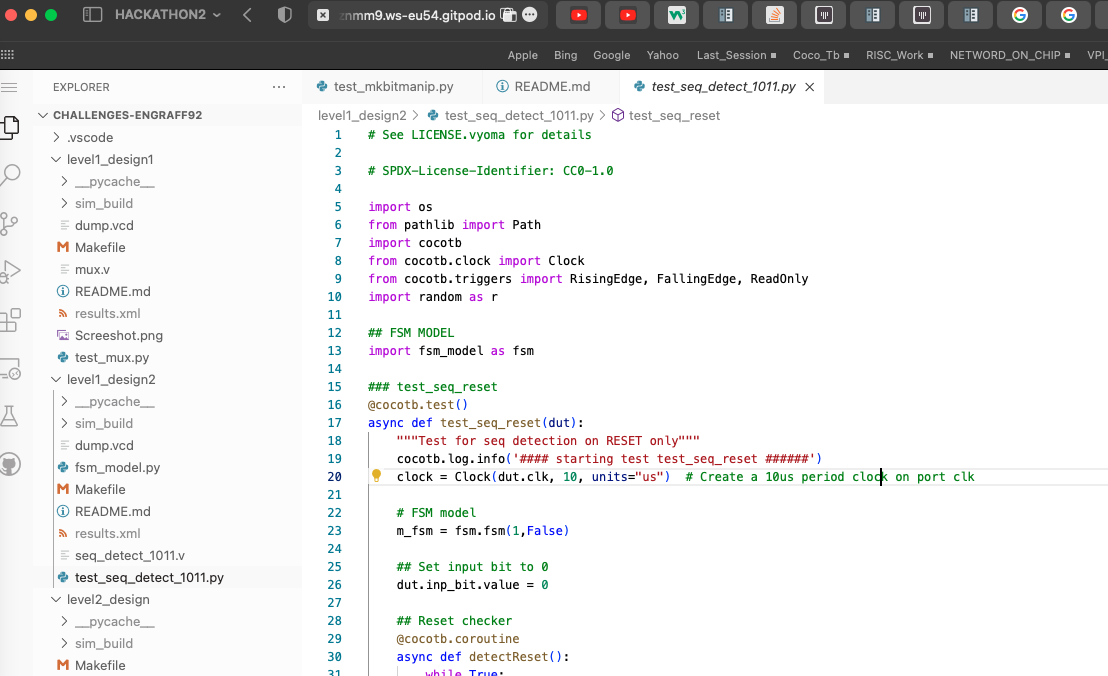 HACKATHON2
znmm9.ws-eu54.gitpod.io
Apple Bing Google Yahoo Last_Session Coco_Tb RISC_Work NETWORD_ON_CHIP VPI_
EXPLORER ...
CHALLENGES-ENGRAFF92
.vscode
level1_design1
__pycache__
sim_build
dump.vcd
Makefile
mux.v
README.md
results.xml
Screeshot.png
test_mux.py
level1_design2
__pycache__
sim_build
dump.vcd
fsm_model.py
Makefile
README.md
results.xml
seq_detect_1011.v
test_seq_detect_1011.py
level2_design
__pycache__
sim_build
Makefile
test_mkbitmanip.py README.md test_seq_detect_1011.py
level1_design2 > test_seq_detect_1011.py > test_seq_reset
1 # See LICENSE.vyoma for details
2
3 # SPDX-License-Identifier: CC0-1.0
4
5 import os
6 from pathlib import Path
7 import cocotb
8 from cocotb.clock import Clock
9 from cocotb.triggers import RisingEdge, FallingEdge, ReadOnly
10 import random as r
11
12 ## FSM MODEL
13 import fsm_model as fsm
14
15 ### test_seq_reset
16 @cocotb.test()
17 async def test_seq_reset(dut):
18 """Test for seq detection on RESET only"""
19 cocotb.log.info('#### starting test test_seq_reset ######')
20 clock = Clock(dut.clk, 10, units="us") # Create a 10us period clock on port clk
21
22 # FSM model
23 m_fsm = fsm.fsm(1,False)
24
25 ## Set input bit to 0
26 dut.inp_bit.value = 0
27
28 ## Reset checker
29 @cocotb.coroutine
30 async def detectReset():
31 while True: